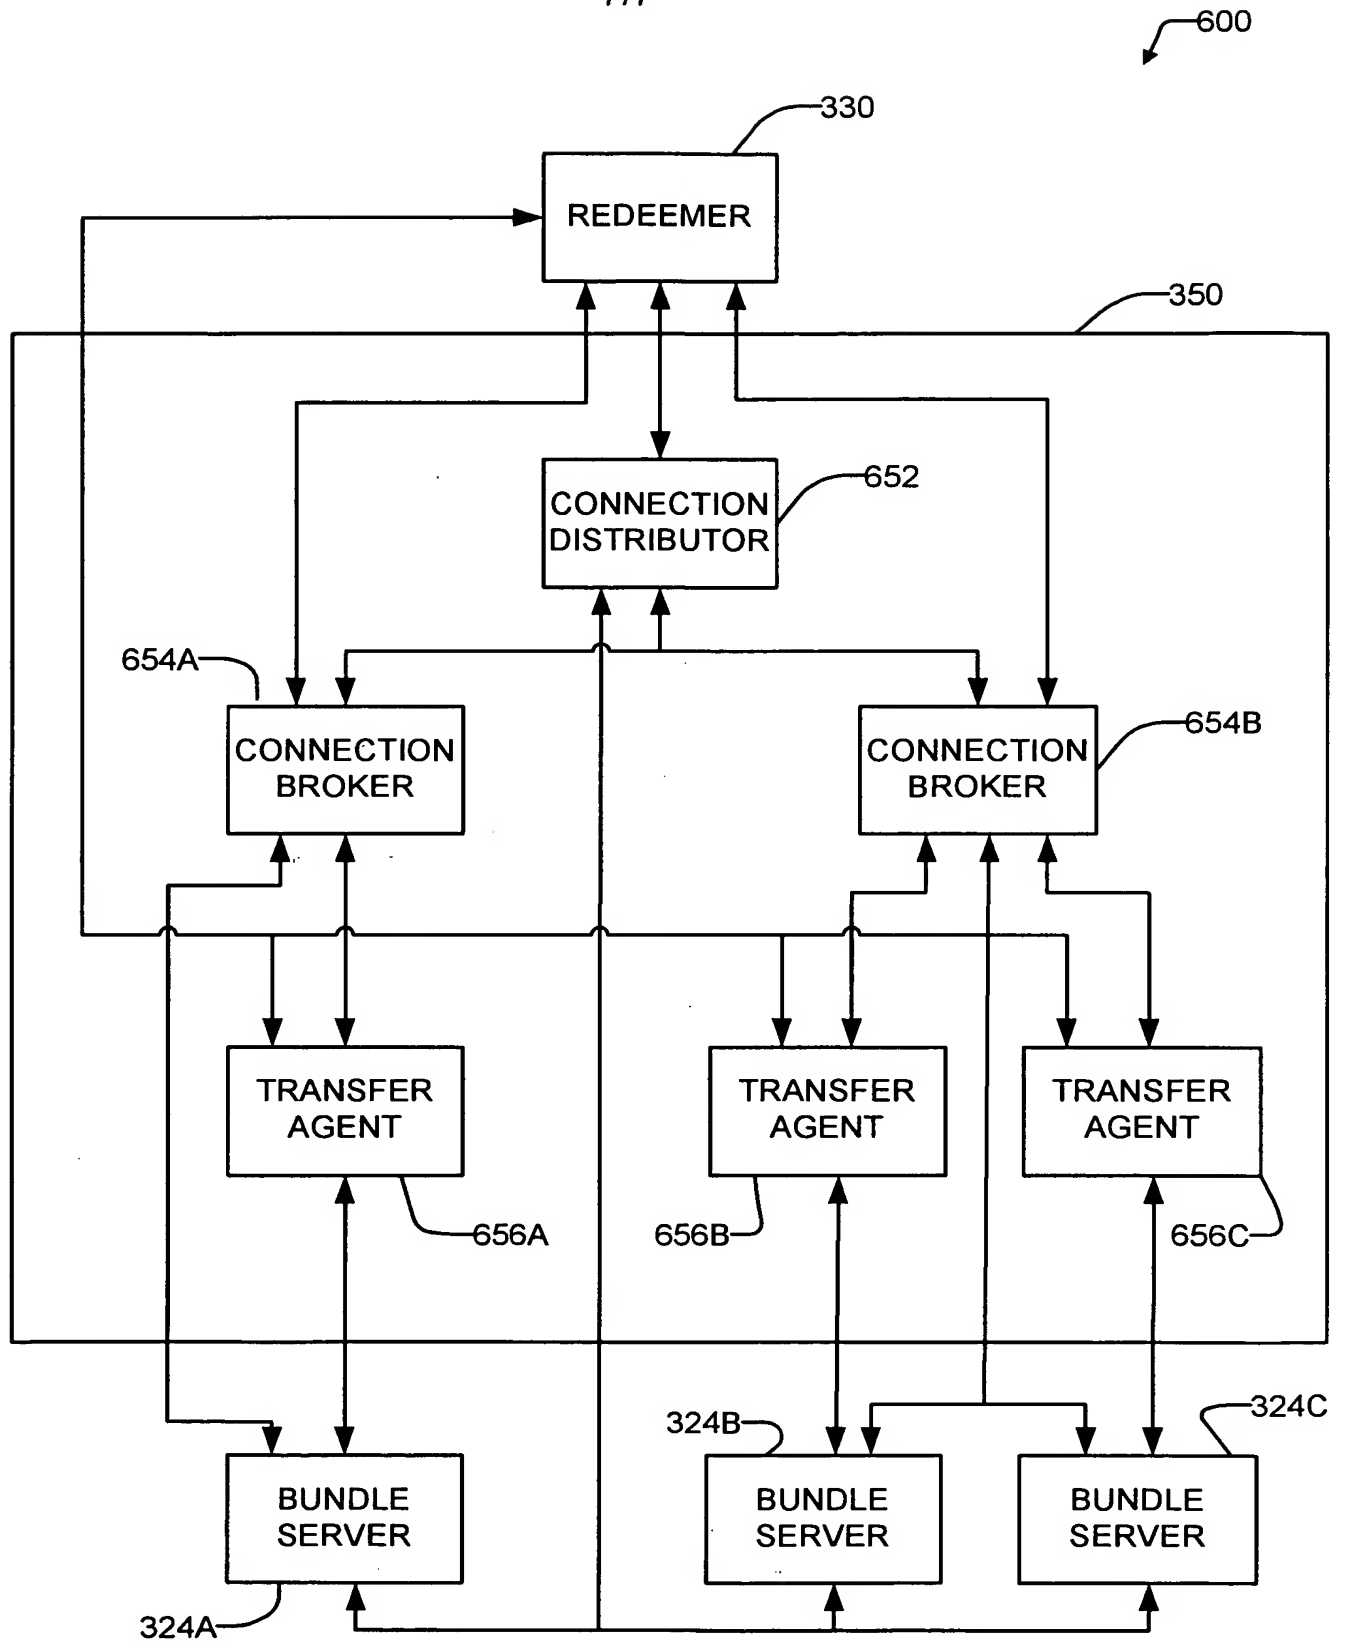 600
330
REDEEMER
350
CONNECTION
DISTRIBUTOR
652
654A
CONNECTION
BROKER
CONNECTION
BROKER
654B
TRANSFER
AGENT
TRANSFER
AGENT
TRANSFER
AGENT
656A
656B
656C
324B
324C
BUNDLE
SERVER
BUNDLE
SERVER
BUNDLE
SERVER
324A